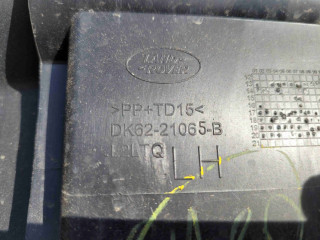 LAND
ROVER
>PP+TD15<
DK62-21065-B
LH